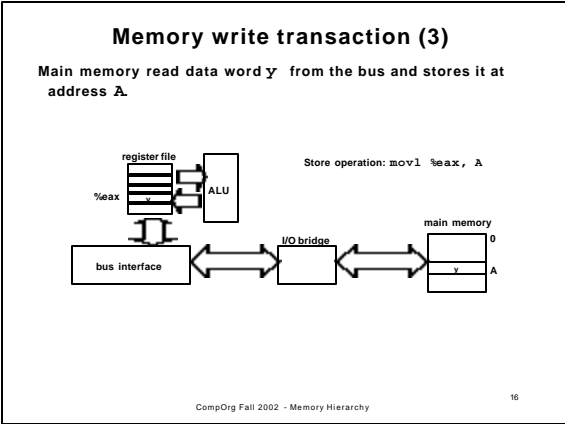 Memory write transaction (3)
Main memory read data word y from the bus and stores it at
address A.
register file
Store operation: movl %eax, A
ALU
%eax
y
main memory
I/O bridge
0
bus interface
y
A
16
CompOrg Fall 2002 - Memory Hierarchy